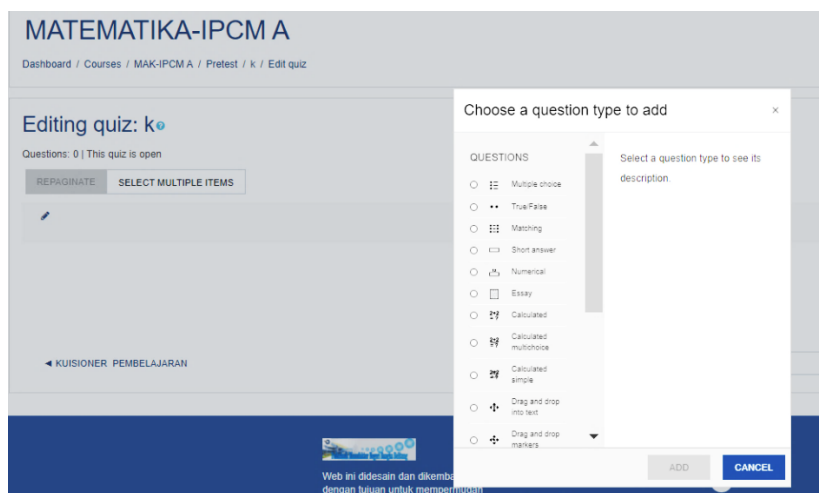 MATEMATIKA-IPCM A
Dashboard / Courses / MAK-IPCM A / Pretest / k / Edit quiz
Editing quiz: k
Questions: 0 | This quiz is open
REPAGINATE
SELECT MULTIPLE ITEMS
◄ KUISIONER PEMBELAJARAN
Web ini didesain dan dikemba
dengan tujuan untuk mempermudah
Choose a question type to add
×
QUESTIONS
Multiple choice
True/False
Matching
Short answer
Numerical
Essay
Calculated
Calculated
multichoice
Calculated
simple
Drag and drop
into text
Drag and drop
markers
Select a question type to see its
description.
ADD
CANCEL